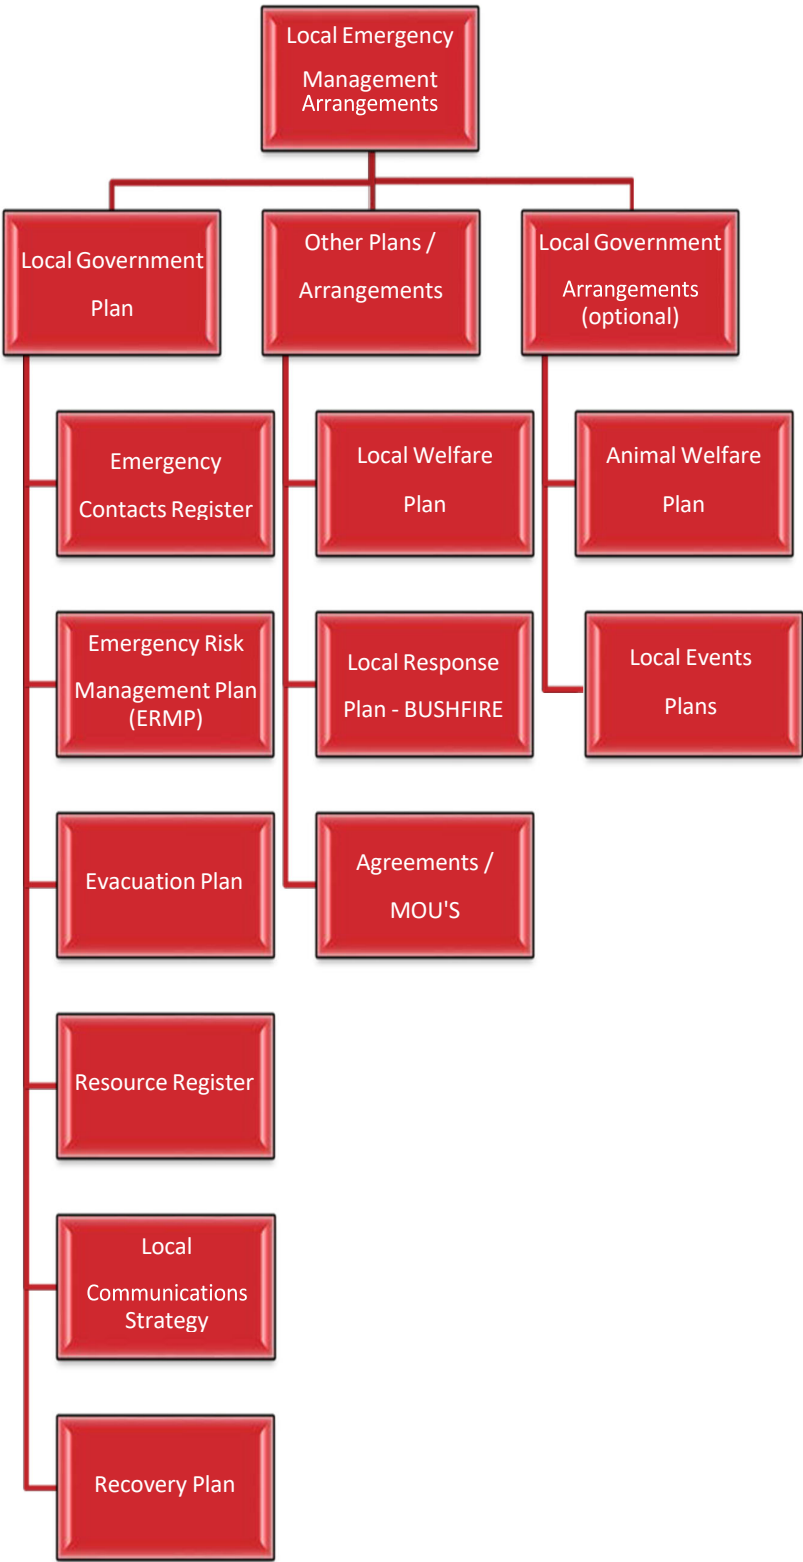 Local Emergency
Management
Arrangements
Local Government
Plan
Other Plans /
Arrangements
Local Government
Arrangements
(optional)
Emergency
Contacts Register
Local Welfare
Plan
Animal Welfare
Plan
Emergency Risk
Management Plan
(ERMP)
Local Response
Plan - BUSHFIRE
Local Events
Plans
Evacuation Plan
Agreements /
MOU'S
Resource Register
Local
Communications
Strategy
Recovery Plan